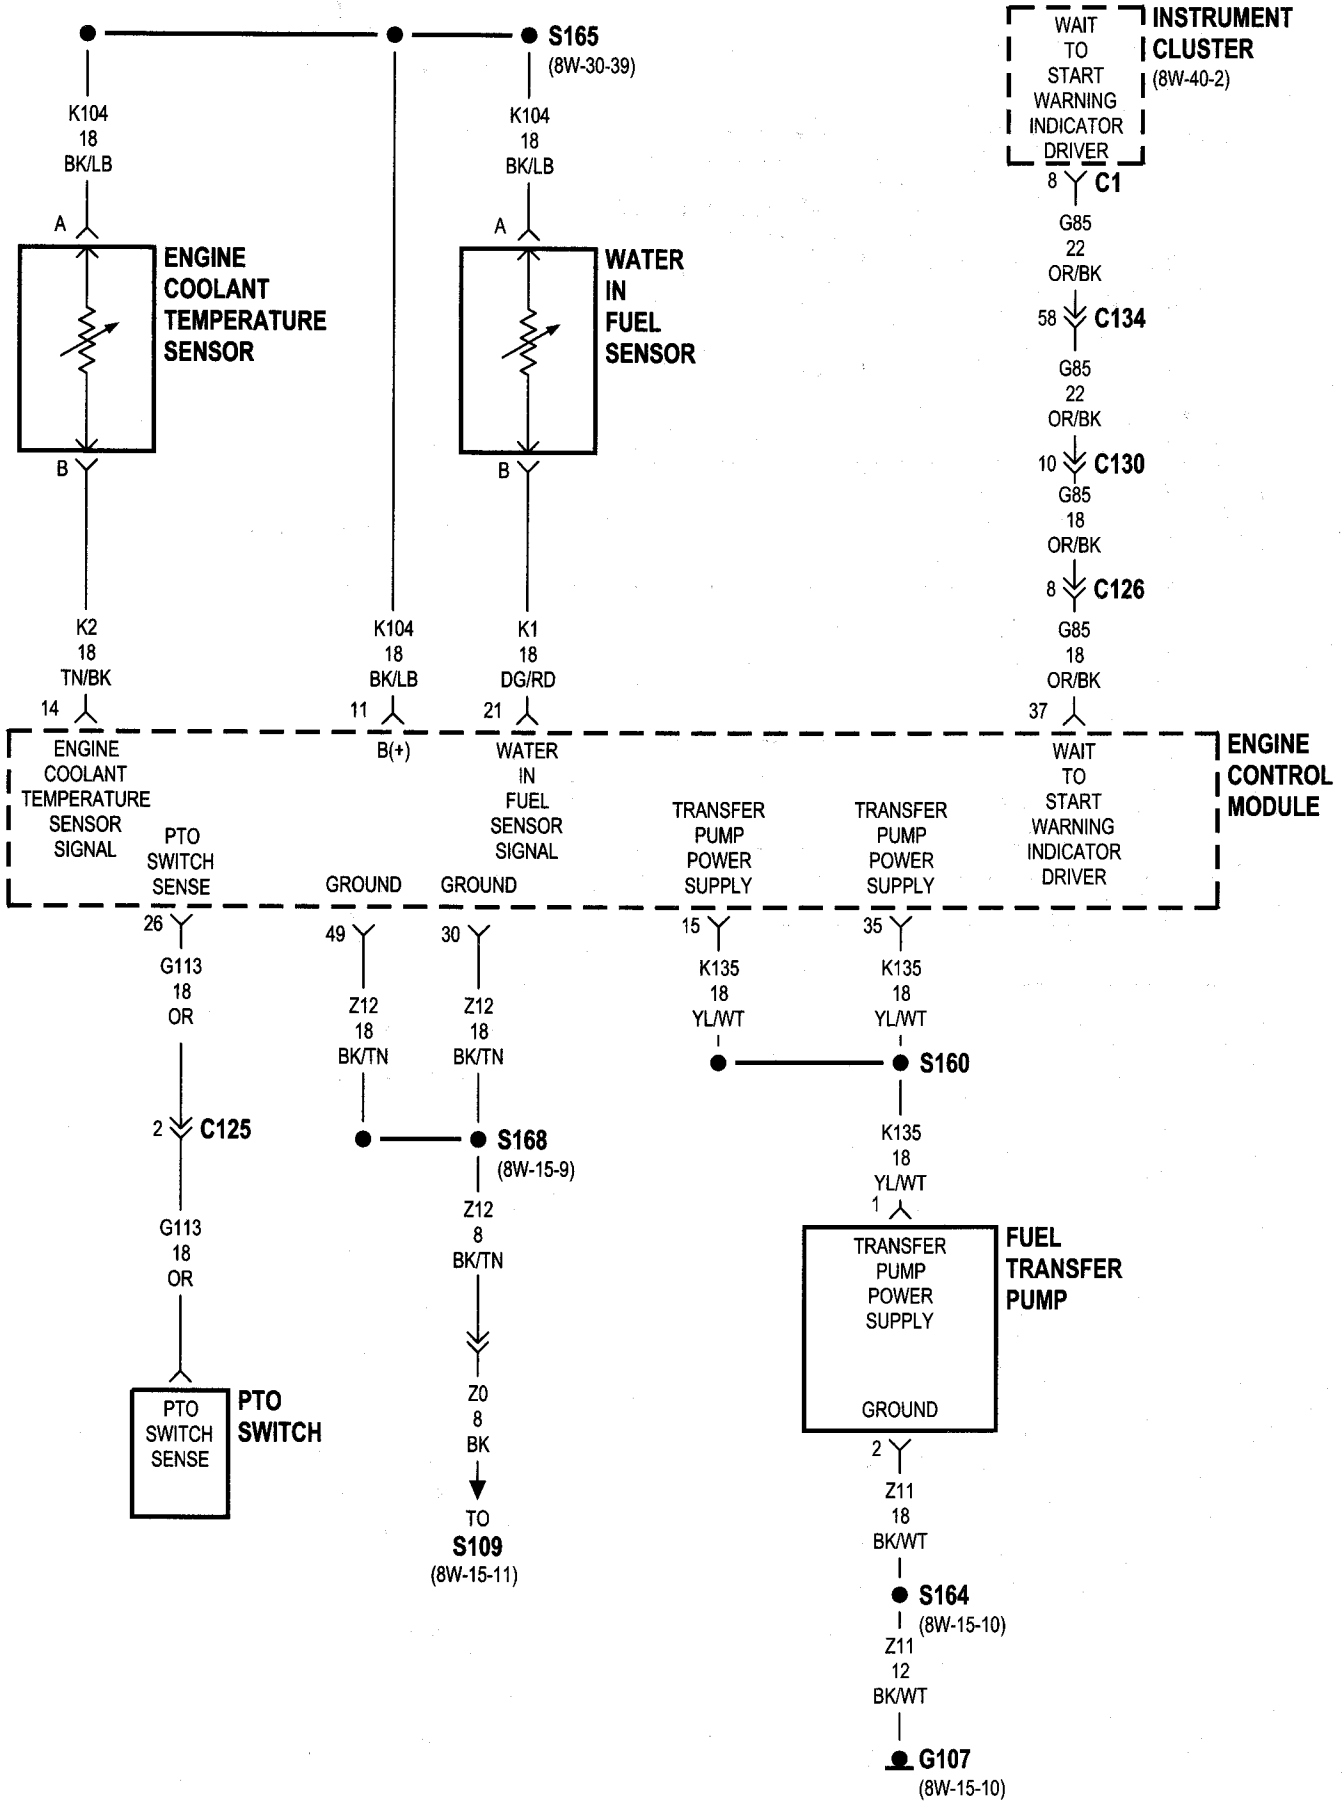 S165
(8W-30-39)
K104
18
BK/LB
A
ENGINE
COOLANT
TEMPERATURE
SENSOR
B
K2
18
TN/BK
14
K104
18
BK/LB
11
K104
18
BK/LB
A
WATER
IN
FUEL
SENSOR
B
K1
18
DG/RD
21
WAIT
TO
START
WARNING
INDICATOR
DRIVER
INSTRUMENT
CLUSTER
(8W-40-2)
8
C1
G85
22
OR/BK
58
C134
G85
22
OR/BK
10
C130
G85
18
OR/BK
8
C126
G85
18
OR/BK
37
ENGINE
COOLANT
TEMPERATURE
SENSOR
SIGNAL
B(+)
WATER
IN
FUEL
SENSOR
SIGNAL
WAIT
TO
START
WARNING
INDICATOR
DRIVER
ENGINE
CONTROL
MODULE
PTO
SWITCH
SENSE
GROUND
GROUND
TRANSFER
PUMP
POWER
SUPPLY
TRANSFER
PUMP
POWER
SUPPLY
26
G113
18
OR
2
C125
G113
18
OR
PTO
SWITCH
SENSE
PTO
SWITCH
49
Z12
18
BK/TN
30
Z12
18
BK/TN
S168
(8W-15-9)
Z12
8
BK/TN
Z0
8
BK
TO
S109
(8W-15-11)
15
K135
18
YL/WT
35
K135
18
YL/WT
S160
K135
18
YL/WT
1
TRANSFER
PUMP
POWER
SUPPLY
GROUND
FUEL
TRANSFER
PUMP
2
Z11
18
BK/WT
S164
(8W-15-10)
Z11
12
BK/WT
G107
(8W-15-10)